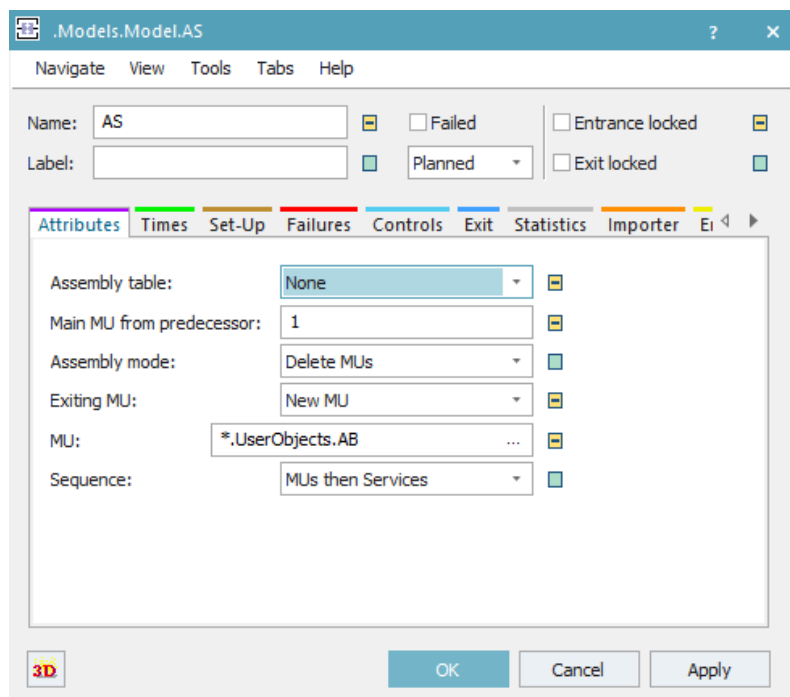 .Models.Model.AS ? ×
Navigate View Tools Tabs Help
Name: AS Failed Entrance locked
Label: Planned Exit locked
Attributes Times Set-Up Failures Controls Exit Statistics Importer
Assembly table: None
Main MU from predecessor: 1
Assembly mode: Delete MUs
Exiting MU: New MU
MU: *.UserObjects.AB ...
Sequence: MUs then Services
3D OK Cancel Apply